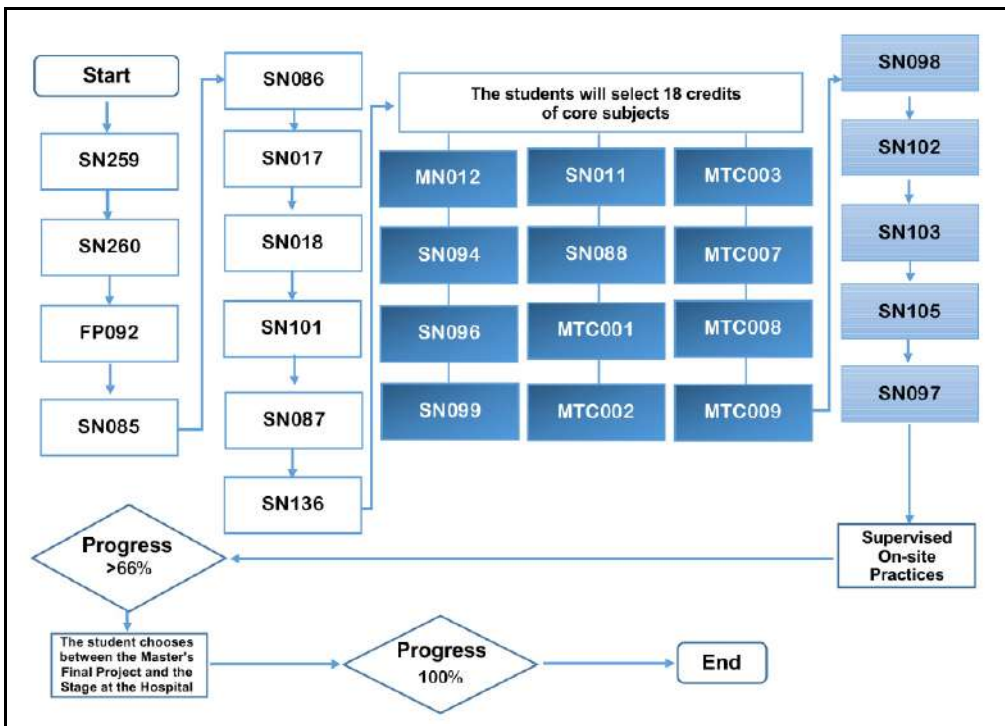 Start
SN259
SN260
FP092
SN085
SN086
SN017
SN018
SN101
SN087
SN136
The students will select 18 credits
of core subjects
MN012
SN094
SN096
SN099
SN011
SN088
MTC001
MTC002
MTC003
MTC007
MTC008
MTC009
SN098
SN102
SN103
SN105
SN097
Supervised
On-site
Practices
Progress
>66%
The student chooses
between the Master's
Final Project and the
Stage at the Hospital
Progress
100%
End